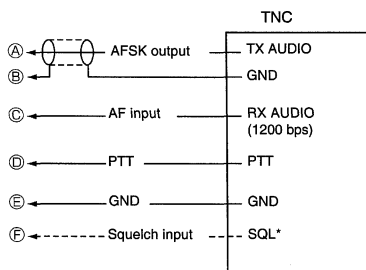 TNC
Ⓐ AFSK output TX AUDIO
Ⓑ GND
Ⓒ AF input RX AUDIO
(1200 bps)
Ⓓ PTT PTT
Ⓔ GND GND
Ⓕ Squelch input SQL*